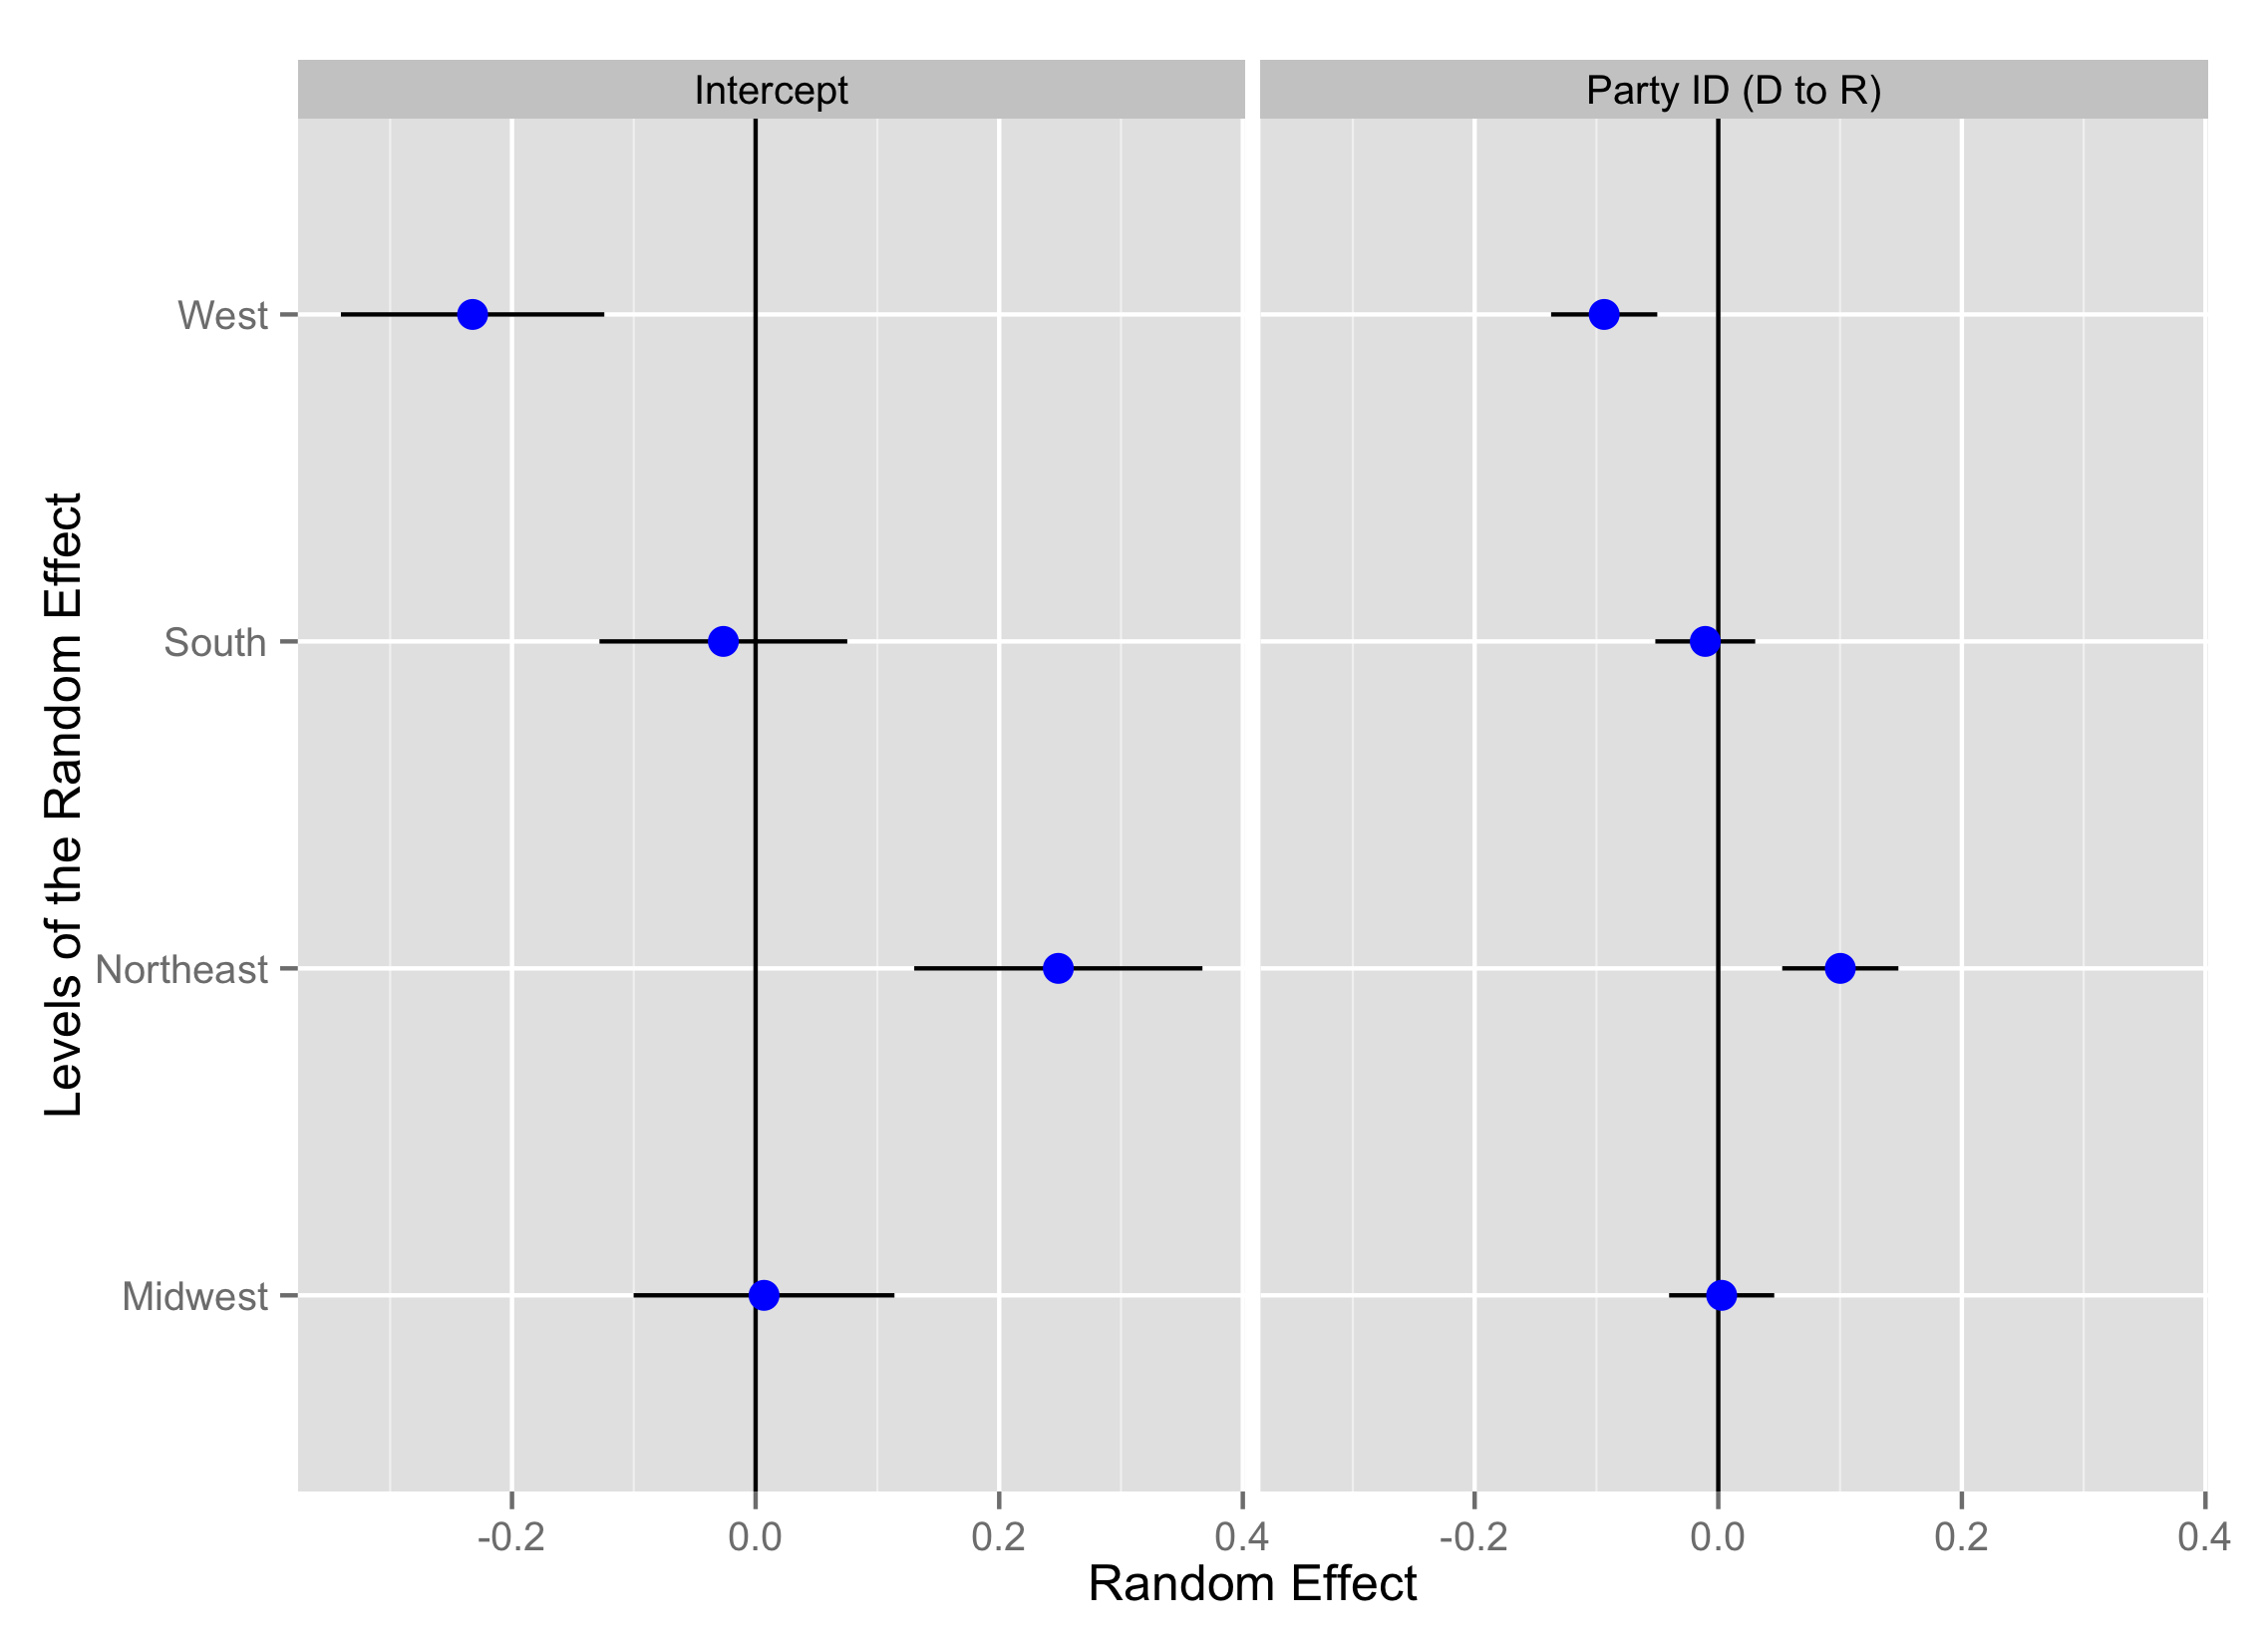 Intercept
Party ID (D to R)
Levels of the Random Effect
West
South
Northeast
Midwest
-0.2 0.0 0.2 0.4 -0.2 0.0 0.2 0.4
Random Effect